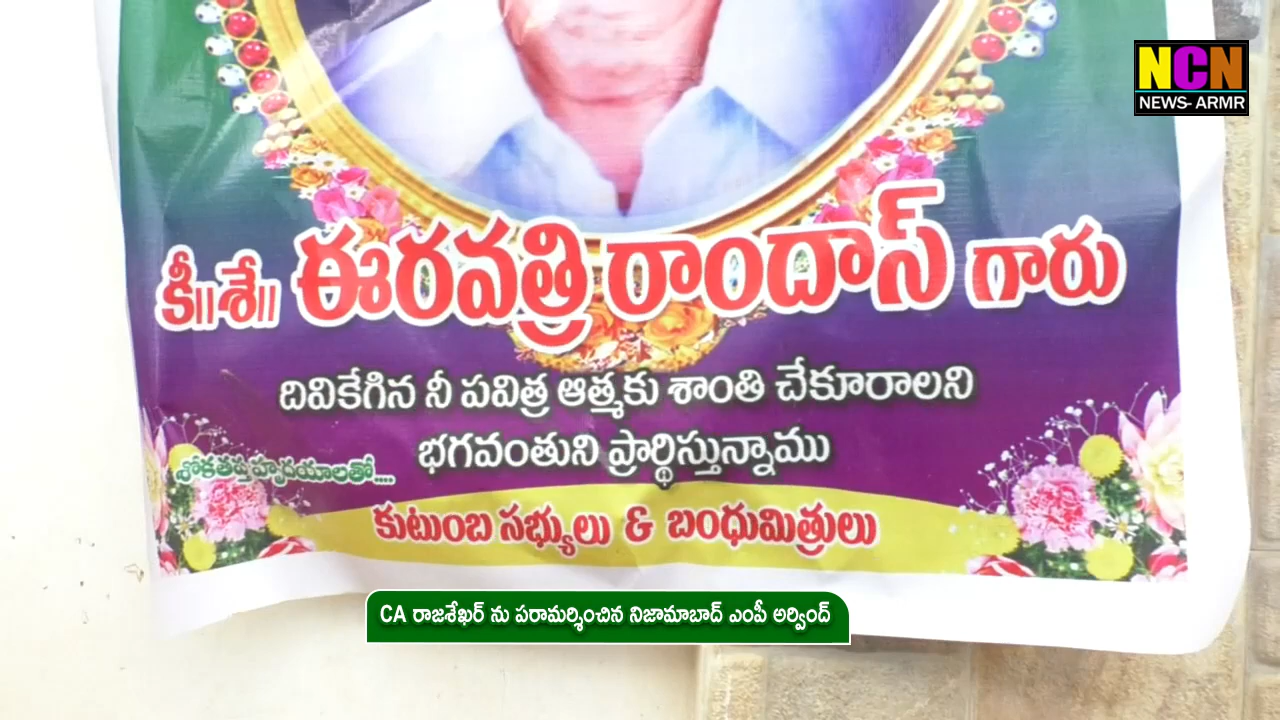 NCN
NEWS- ARMR
కీ॥శే॥ ఈరవత్రి రాందాస్ గారు
దివికేగిన నీ పవిత్ర ఆత్మకు శాంతి చేకూరాలని
భగవంతుని ప్రార్థిస్తున్నాము
శోకతప్త హృదయాలతో....
కుటుంబ సభ్యులు & బంధుమిత్రులు
CA రాజశేఖర్ ను పరామర్శించిన నిజామాబాద్ ఎంపీ అర్వింద్